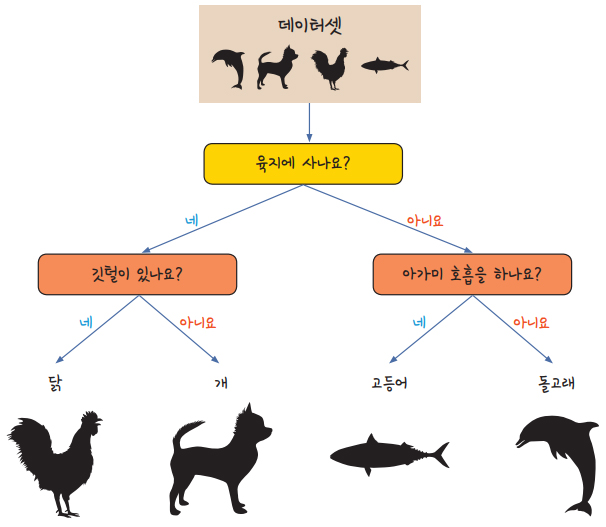 데이터셋
육지에 사나요?
네
아니요
깃털이 있나요?
아가미 호흡을 하나요?
네
아니요
네
아니요
닭
개
고등어
돌고래